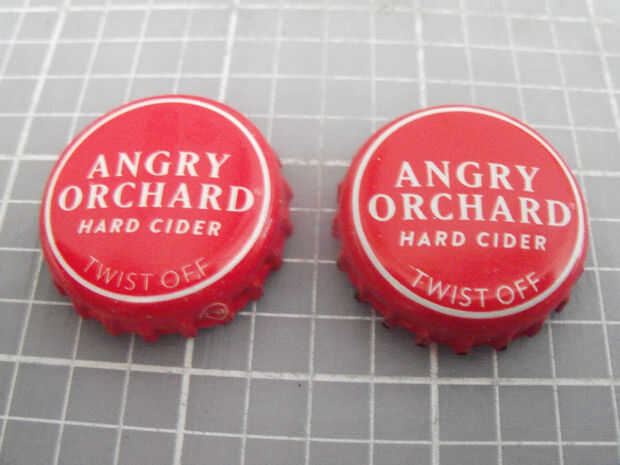 ANGRY
ORCHARD
HARD CIDER
TWIST OFF
ANGRY
ORCHARD
HARD CIDER
TWIST OFF